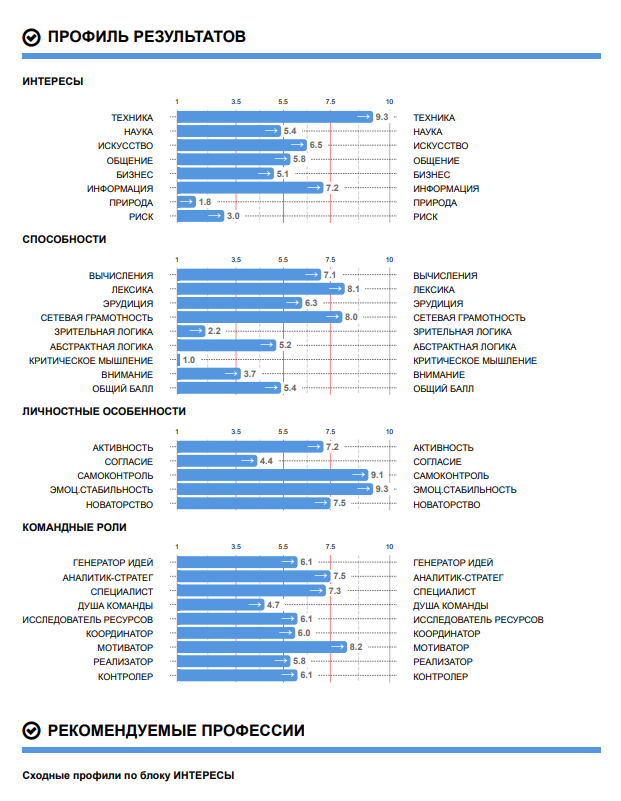 ПРОФИЛЬ РЕЗУЛЬТАТОВ
ИНТЕРЕСЫ
1 3.5 5.5 7.5 10
ТЕХНИКА 9.3 ТЕХНИКА
НАУКА 5.4 НАУКА
ИСКУССТВО 6.5 ИСКУССТВО
ОБЩЕНИЕ 5.8 ОБЩЕНИЕ
БИЗНЕС 5.1 БИЗНЕС
ИНФОРМАЦИЯ 7.2 ИНФОРМАЦИЯ
ПРИРОДА 1.8 ПРИРОДА
РИСК 3.0 РИСК
СПОСОБНОСТИ
1 3.5 5.5 7.5 10
ВЫЧИСЛЕНИЯ 7.1 ВЫЧИСЛЕНИЯ
ЛЕКСИКА 8.1 ЛЕКСИКА
ЭРУДИЦИЯ 6.3 ЭРУДИЦИЯ
СЕТЕВАЯ ГРАМОТНОСТЬ 8.0 СЕТЕВАЯ ГРАМОТНОСТЬ
ЗРИТЕЛЬНАЯ ЛОГИКА 2.2 ЗРИТЕЛЬНАЯ ЛОГИКА
АБСТРАКТНАЯ ЛОГИКА 5.2 АБСТРАКТНАЯ ЛОГИКА
КРИТИЧЕСКОЕ МЫШЛЕНИЕ 1.0 КРИТИЧЕСКОЕ МЫШЛЕНИЕ
ВНИМАНИЕ 3.7 ВНИМАНИЕ
ОБЩИЙ БАЛЛ 5.4 ОБЩИЙ БАЛЛ
ЛИЧНОСТНЫЕ ОСОБЕННОСТИ
1 3.5 5.5 7.5 10
АКТИВНОСТЬ 7.2 АКТИВНОСТЬ
СОГЛАСИЕ 4.4 СОГЛАСИЕ
САМОКОНТРОЛЬ 9.1 САМОКОНТРОЛЬ
ЭМОЦ.СТАБИЛЬНОСТЬ 9.3 ЭМОЦ.СТАБИЛЬНОСТЬ
НОВАТОРСТВО 7.5 НОВАТОРСТВО
КОМАНДНЫЕ РОЛИ
1 3.5 5.5 7.5 10
ГЕНЕРАТОР ИДЕЙ 6.1 ГЕНЕРАТОР ИДЕЙ
АНАЛИТИК-СТРАТЕГ 7.5 АНАЛИТИК-СТРАТЕГ
СПЕЦИАЛИСТ 7.3 СПЕЦИАЛИСТ
ДУША КОМАНДЫ 4.7 ДУША КОМАНДЫ
ИССЛЕДОВАТЕЛЬ РЕСУРСОВ 6.1 ИССЛЕДОВАТЕЛЬ РЕСУРСОВ
КООРДИНАТОР 6.0 КООРДИНАТОР
МОТИВАТОР 8.2 МОТИВАТОР
РЕАЛИЗАТОР 5.8 РЕАЛИЗАТОР
КОНТРОЛЕР 6.1 КОНТРОЛЕР
РЕКОМЕНДУЕМЫЕ ПРОФЕССИИ
Сходные профили по блоку ИНТЕРЕСЫ